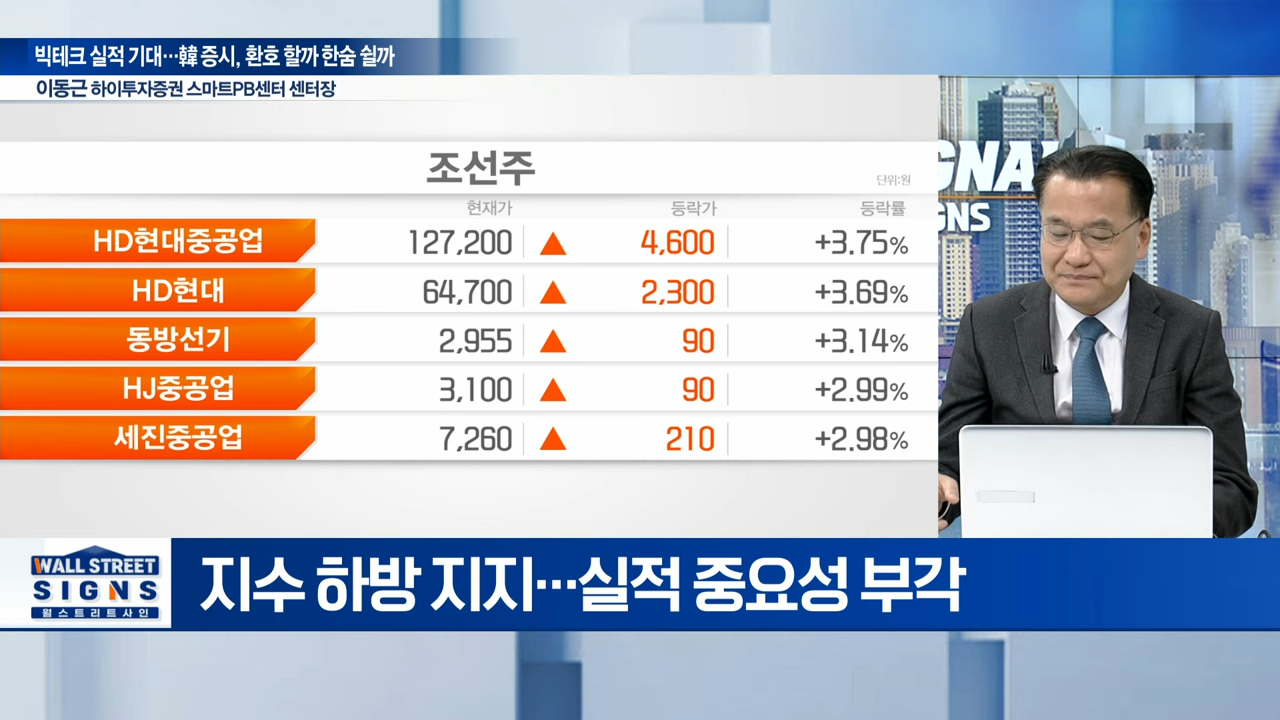 빅테크 실적 기대…韓 증시, 환호 할까 한숨 쉴까
이동근 하이투자증권 스마트PB센터 센터장
조선주
단위:원
현재가 등락가 등락률
HD현대중공업 127,200 ▲ 4,600 +3.75%
HD현대 64,700 ▲ 2,300 +3.69%
동방선기 2,955 ▲ 90 +3.14%
HJ중공업 3,100 ▲ 90 +2.99%
세진중공업 7,260 ▲ 210 +2.98%
GNA
GNS
WALL STREET
SIGNS
월스트리트사인
지수 하방 지지…실적 중요성 부각